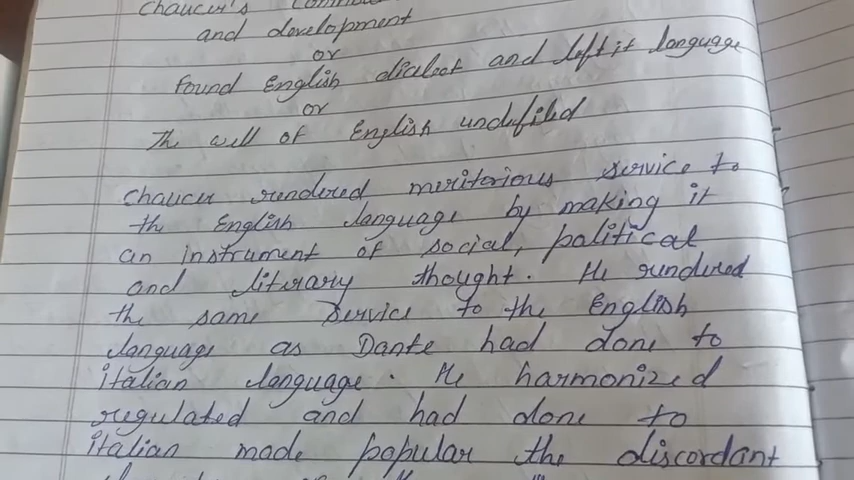 Chaucer's
and development
or
Found English dialect and left it language
or
The well of English undefiled
Chaucer rendered meritorious service to
the English language by making it
an instrument of social, political
and literary thought. He rendered
the same service to the English
language as Dante had done to
italian language. He harmonized
regulated and had done to
italian made popular the discordant